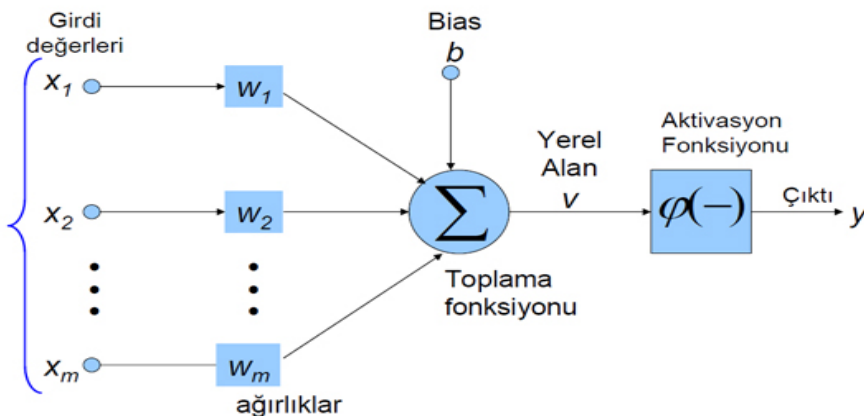 Girdi
değerleri
x1
w1
Bias
b
x2
w2
Σ
Yerel
Alan
v
Aktivasyon
Fonksiyonu
φ(−)
Çıktı
y
Toplama
fonksiyonu
xm
wm
ağırlıklar